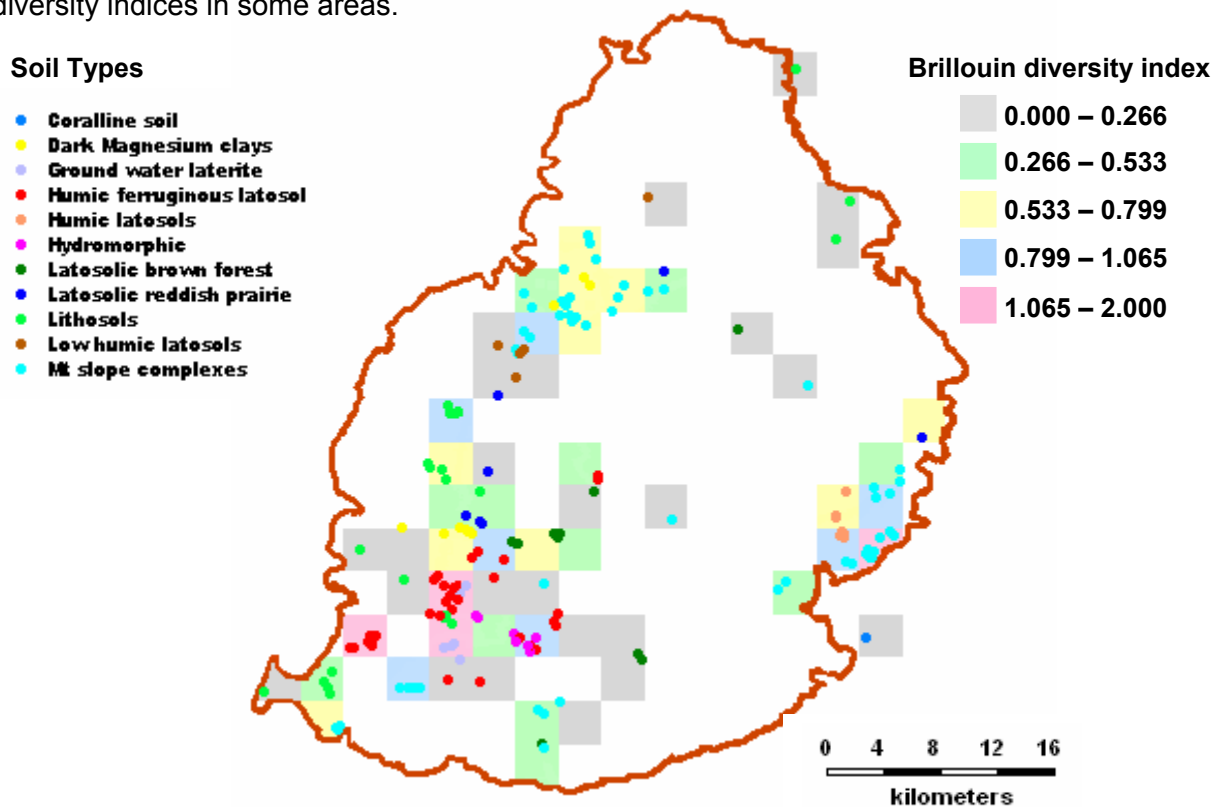 diversity indices in some areas.
Soil Types
Coralline soil
Dark Magnesium clays
Ground water laterite
Humic ferruginous latosol
Humic latosols
Hydromorphic
Latosolic brown forest
Latosolic reddish prairie
Lithosols
Low humic latosols
Mt slope complexes
Brillouin diversity index
0.000 – 0.266
0.266 – 0.533
0.533 – 0.799
0.799 – 1.065
1.065 – 2.000
0 4 8 12 16
kilometers